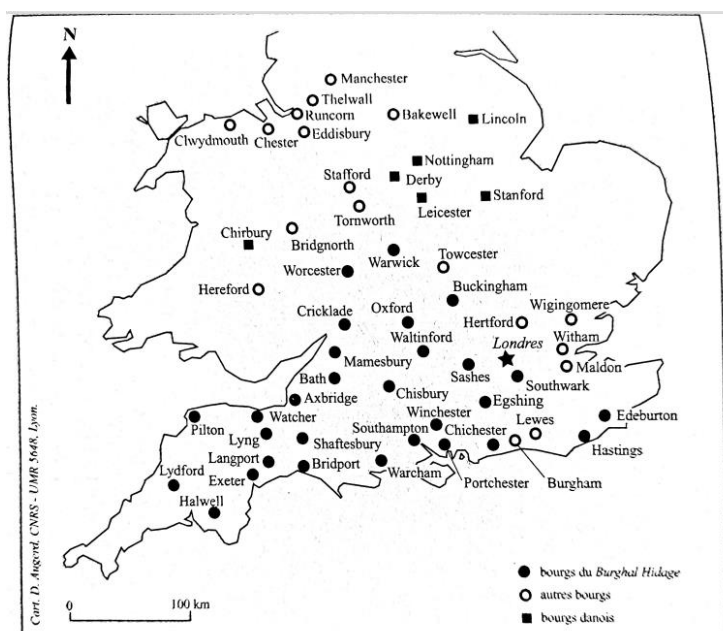 N
Manchester
Thelwall
Runcorn
Bakewell
Lincoln
Clwydmouth
Chester
Eddisbury
Nottingham
Stafford
Derby
Stanford
Tornworth
Leicester
Chirbury
Bridgnorth
Warwick
Towcester
Worcester
Hereford
Buckingham
Cricklade
Oxford
Hertford
Wigingomere
Waltinford
Londres
Witham
Mamesbury
Sashes
Maldon
Bath
Chisbury
Southwark
Axbridge
Egshing
Pilton
Watcher
Winchester
Edeburton
Southampton
Chichester
Lewes
Lyng
Shaftesbury
Hastings
Langport
Lydford
Exeter
Bridport
Warcham
Portchester
Burgham
Halwell
bourgs du Burghal Hidage
autres bourgs
bourgs danois
0 100 km
Cart. D. Angerd, CNRS - UMR 5648, Lyon.